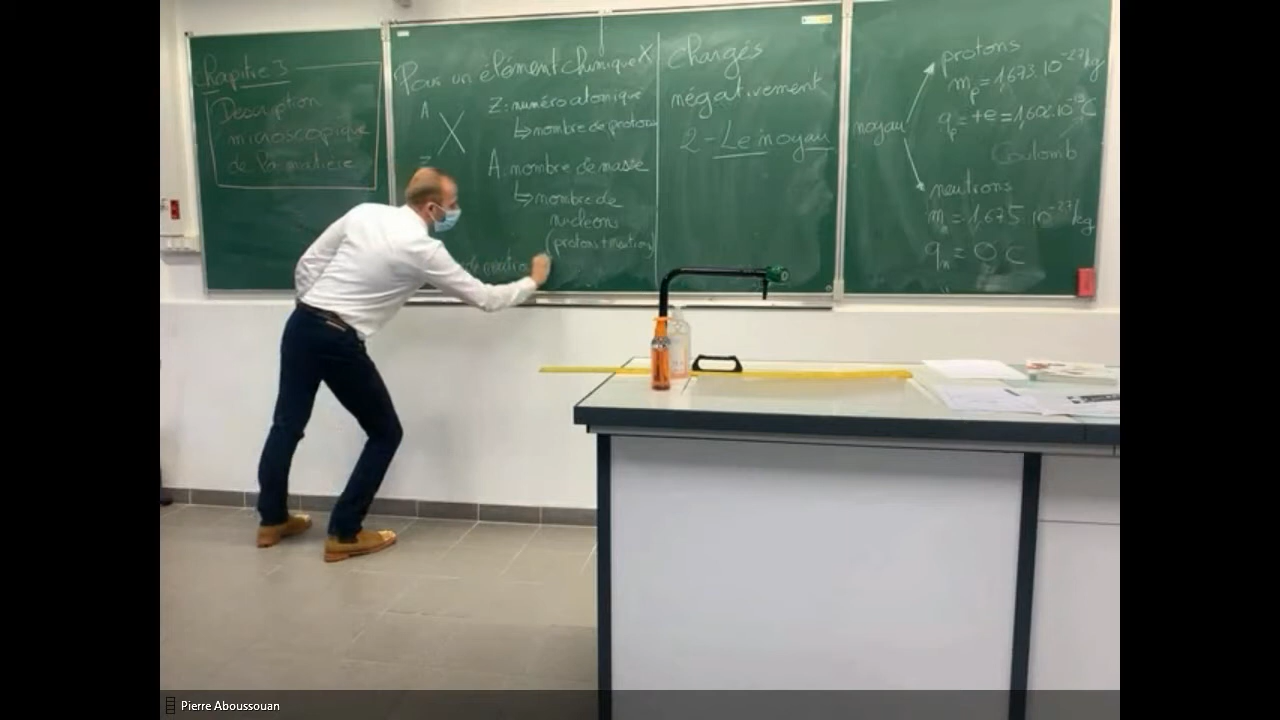 Chapitre 3
Description
microscopique
de la matière
Pour un élément chimique X
A
X
Z
Z: numéro atomique
↳ nombre de protons
A: nombre de masse
↳ nombre de
nucléons
(protons + neutrons)
de neutron
chargés
négativement
2 - Le noyau
noyau
protons
mp = 1,673.10⁻²⁷ kg
qp = +e = 1,602.10⁻¹⁹ C
Coulomb
neutrons
mn = 1,675 10⁻²⁷ kg
qn = 0 C
Pierre Aboussouan